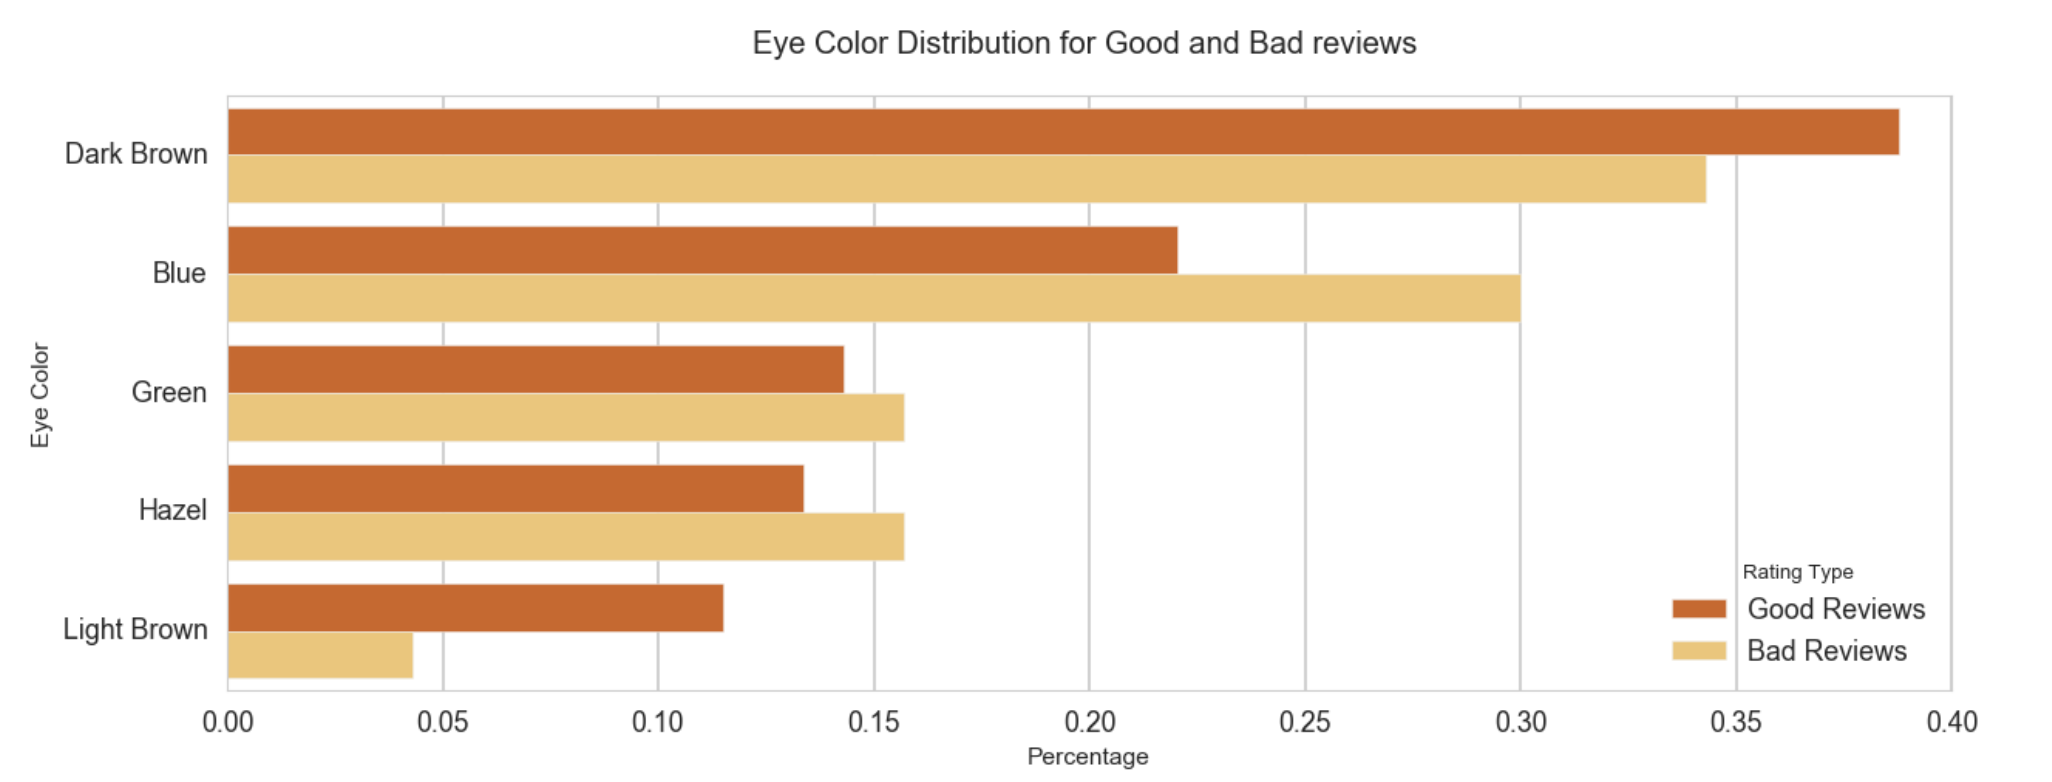 Eye Color Distribution for Good and Bad reviews
Eye Color
Dark Brown
Blue
Green
Hazel
Light Brown
Rating Type
Good Reviews
Bad Reviews
0.00 0.05 0.10 0.15 0.20 0.25 0.30 0.35 0.40
Percentage